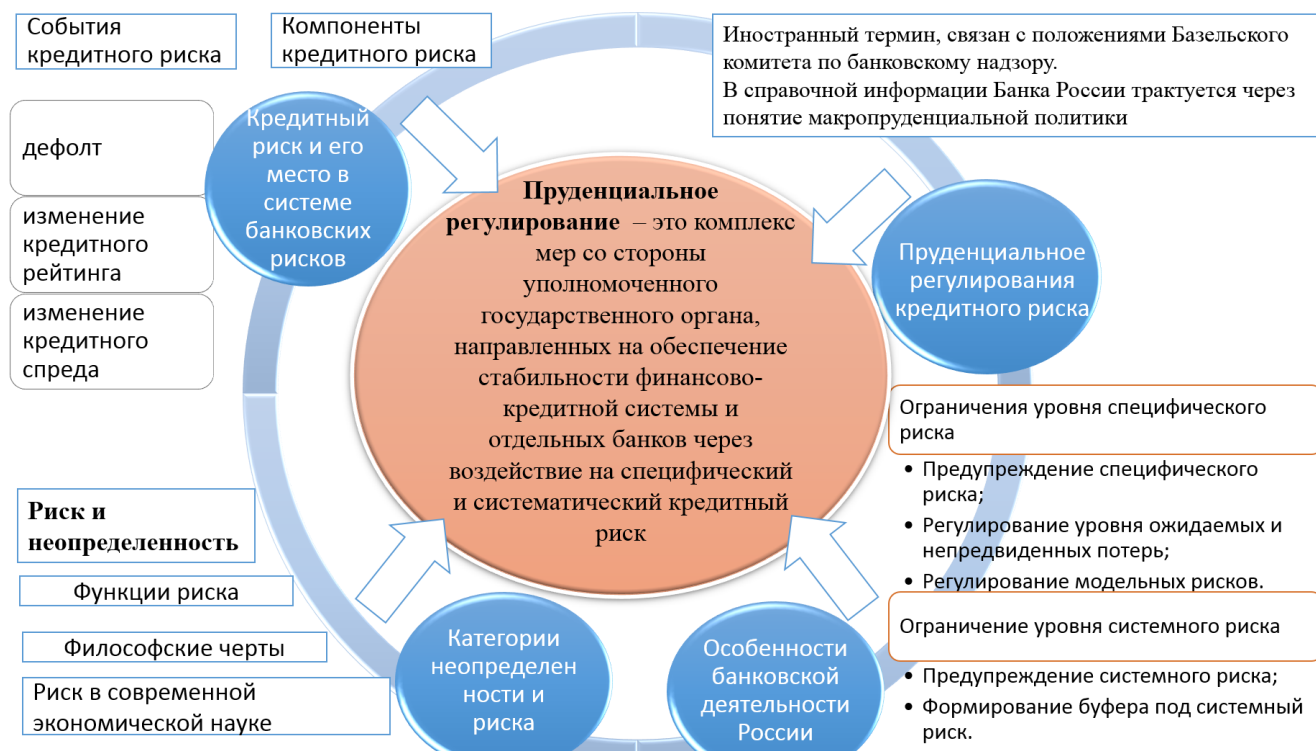 События
кредитного риска
Компоненты
кредитного риска
Иностранный термин, связан с положениями Базельского
комитета по банковскому надзору.
В справочной информации Банка России трактуется через
понятие макропруденциальной политики
дефолт
изменение
кредитного
рейтинга
изменение
кредитного
спреда
Кредитный
риск и его
место в
системе
банковских
рисков
Пруденциальное
регулирование – это комплекс
мер со стороны
уполномоченного
государственного органа,
направленных на обеспечение
стабильности финансово-
кредитной системы и
отдельных банков через
воздействие на специфический
и систематический кредитный
риск
Пруденциальное
регулирования
кредитного риска
Ограничения уровня специфического
риска
• Предупреждение специфического
риска;
• Регулирование уровня ожидаемых и
непредвиденных потерь;
• Регулирование модельных рисков.
Ограничение уровня системного риска
• Предупреждение системного риска;
• Формирование буфера под системный
риск.
Риск и
неопределенность
Функции риска
Философские черты
Риск в современной
экономической науке
Категории
неопределен
ности и
риска
Особенности
банковской
деятельности
России